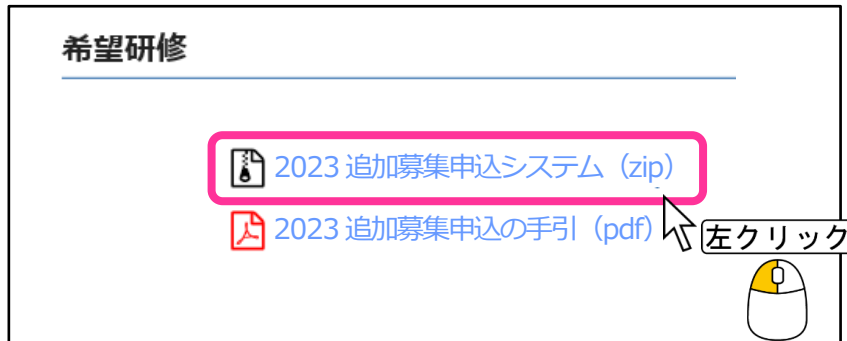 希望研修
2023 追加募集申込システム（zip）
2023 追加募集申込の手引（pdf）
左クリック